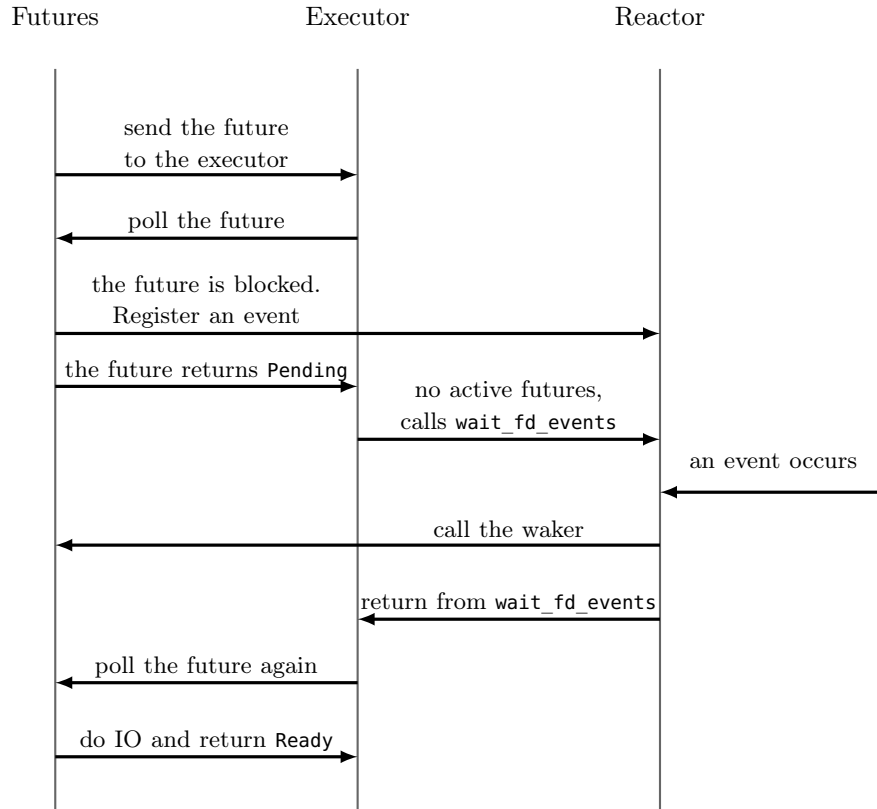 Futures Executor Reactor
send the future
to the executor
poll the future
the future is blocked.
Register an event
the future returns Pending
no active futures,
calls wait_fd_events
an event occurs
call the waker
return from wait_fd_events
poll the future again
do IO and return Ready